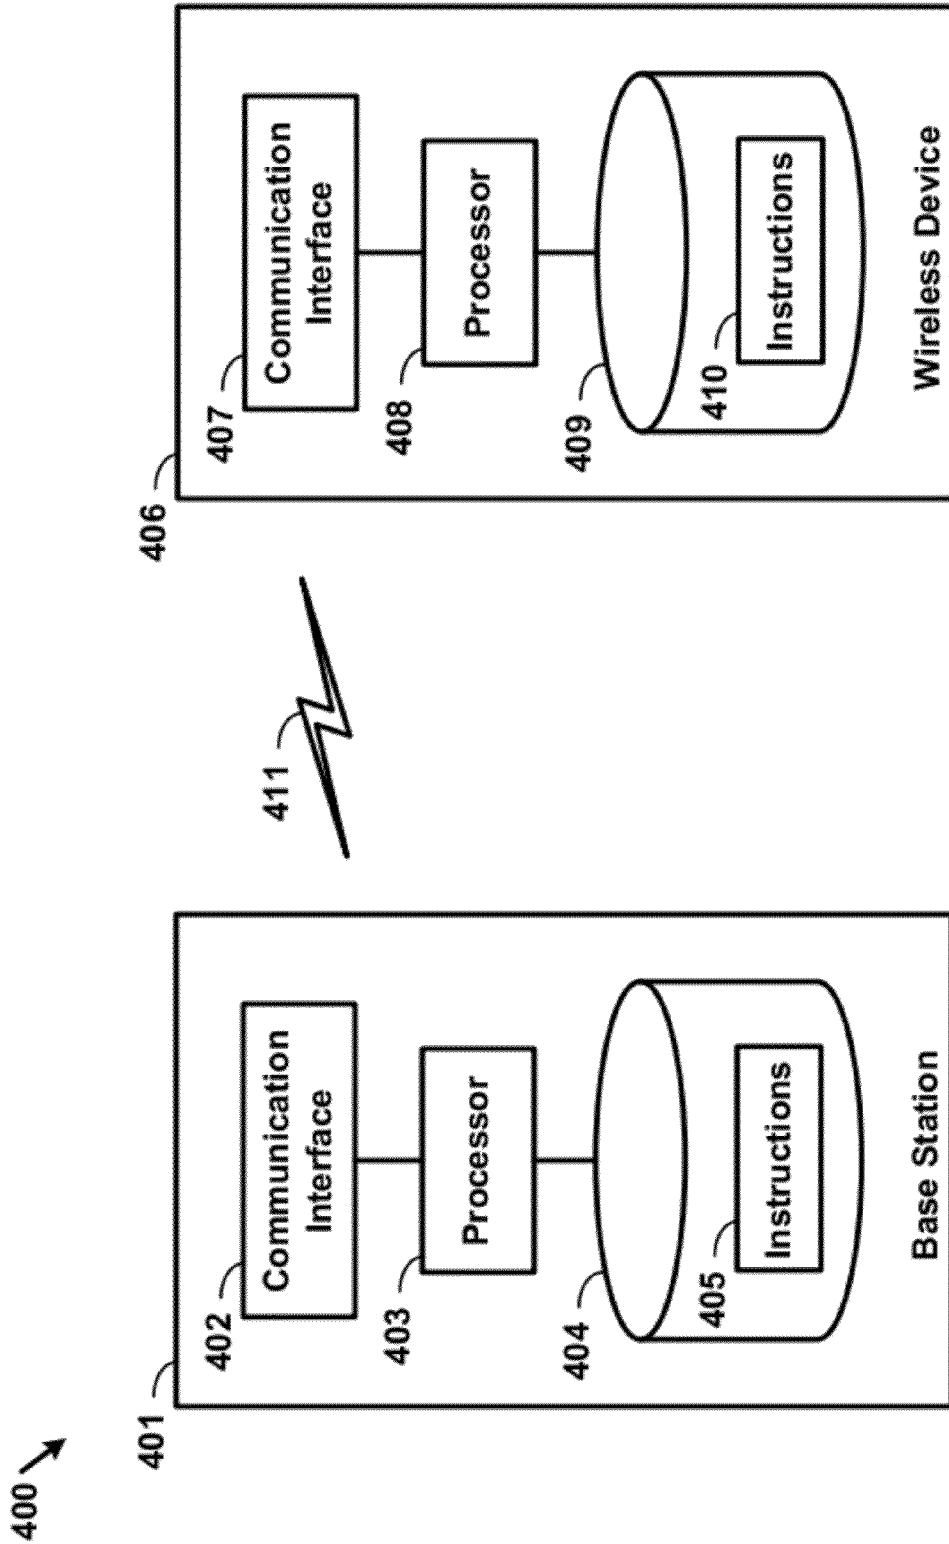 400
401
402
Communication
Interface
403
Processor
404
405
Instructions
Base Station
411
406
407
Communication
Interface
408
Processor
409
410
Instructions
Wireless Device